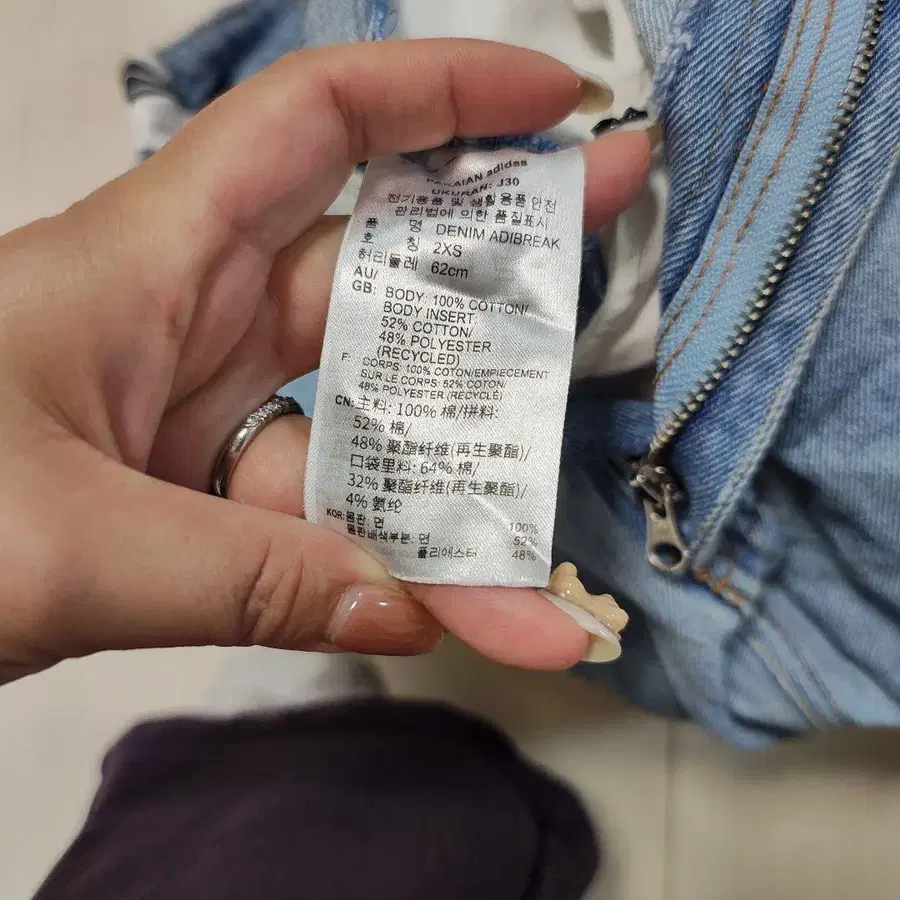 PAKAIAN adidas
UKURAN: J30
전기용품 및 생활용품 안전
관리법에 의한 품질표시
품 명 DENIM ADIBREAK
호 칭 2XS
허리둘레 62cm
AU/
GB: BODY: 100% COTTON/
BODY INSERT:
52% COTTON/
48% POLYESTER
(RECYCLED)
F: CORPS: 100% COTON/EMPIECEMENT
SUR LE CORPS: 52% COTON/
48% POLYESTER (RECYCLÉ)
CN: 主料: 100% 棉/拼料:
52% 棉/
48% 聚酯纤维(再生聚酯)/
口袋里料: 64% 棉/
32% 聚酯纤维(再生聚酯)/
4% 氨纶
KOR: 몸판: 면 100%
몸판배색부분: 면 52%
폴리에스터 48%